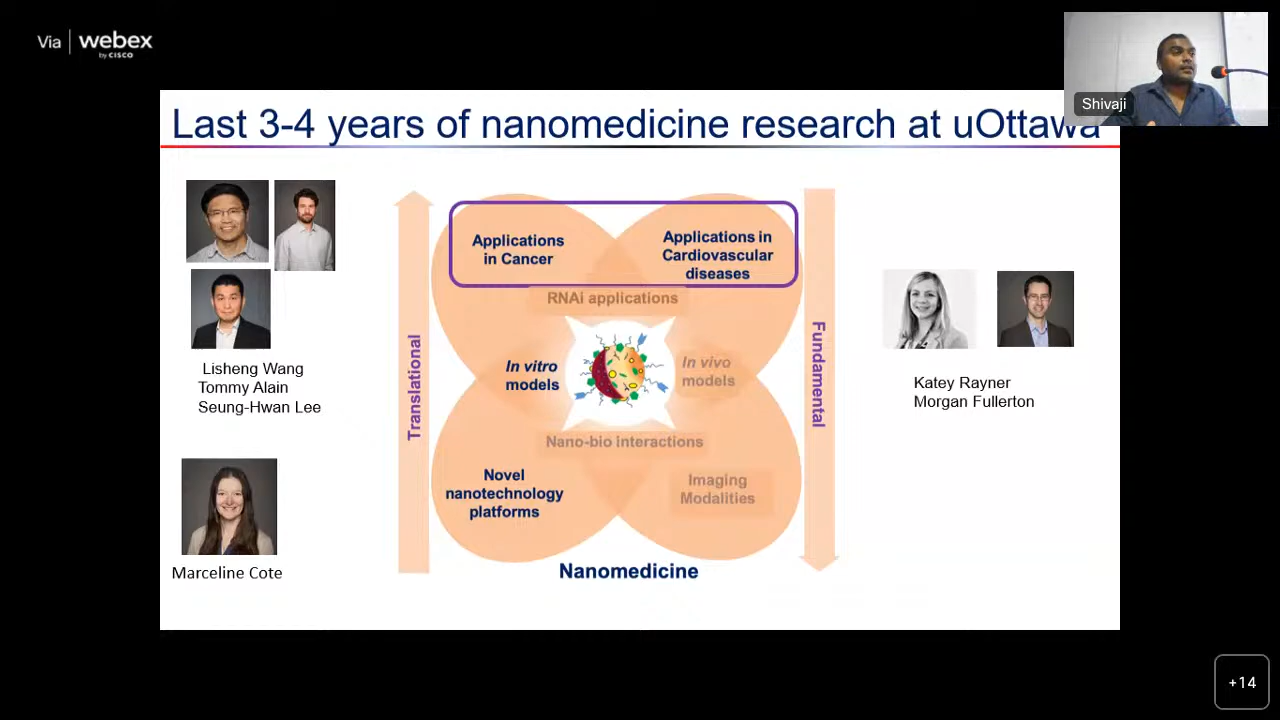 Via webex
by CISCO
Shivaji
Last 3-4 years of nanomedicine research at uOttawa
Applications
in Cancer
Applications in
Cardiovascular
diseases
RNAi applications
In vitro
models
In vivo
models
Translational
Fundamental
Nano-bio interactions
Novel
nanotechnology
platforms
Imaging
Modalities
Nanomedicine
Lisheng Wang
Tommy Alain
Seung-Hwan Lee
Marceline Cote
Katey Rayner
Morgan Fullerton
+14